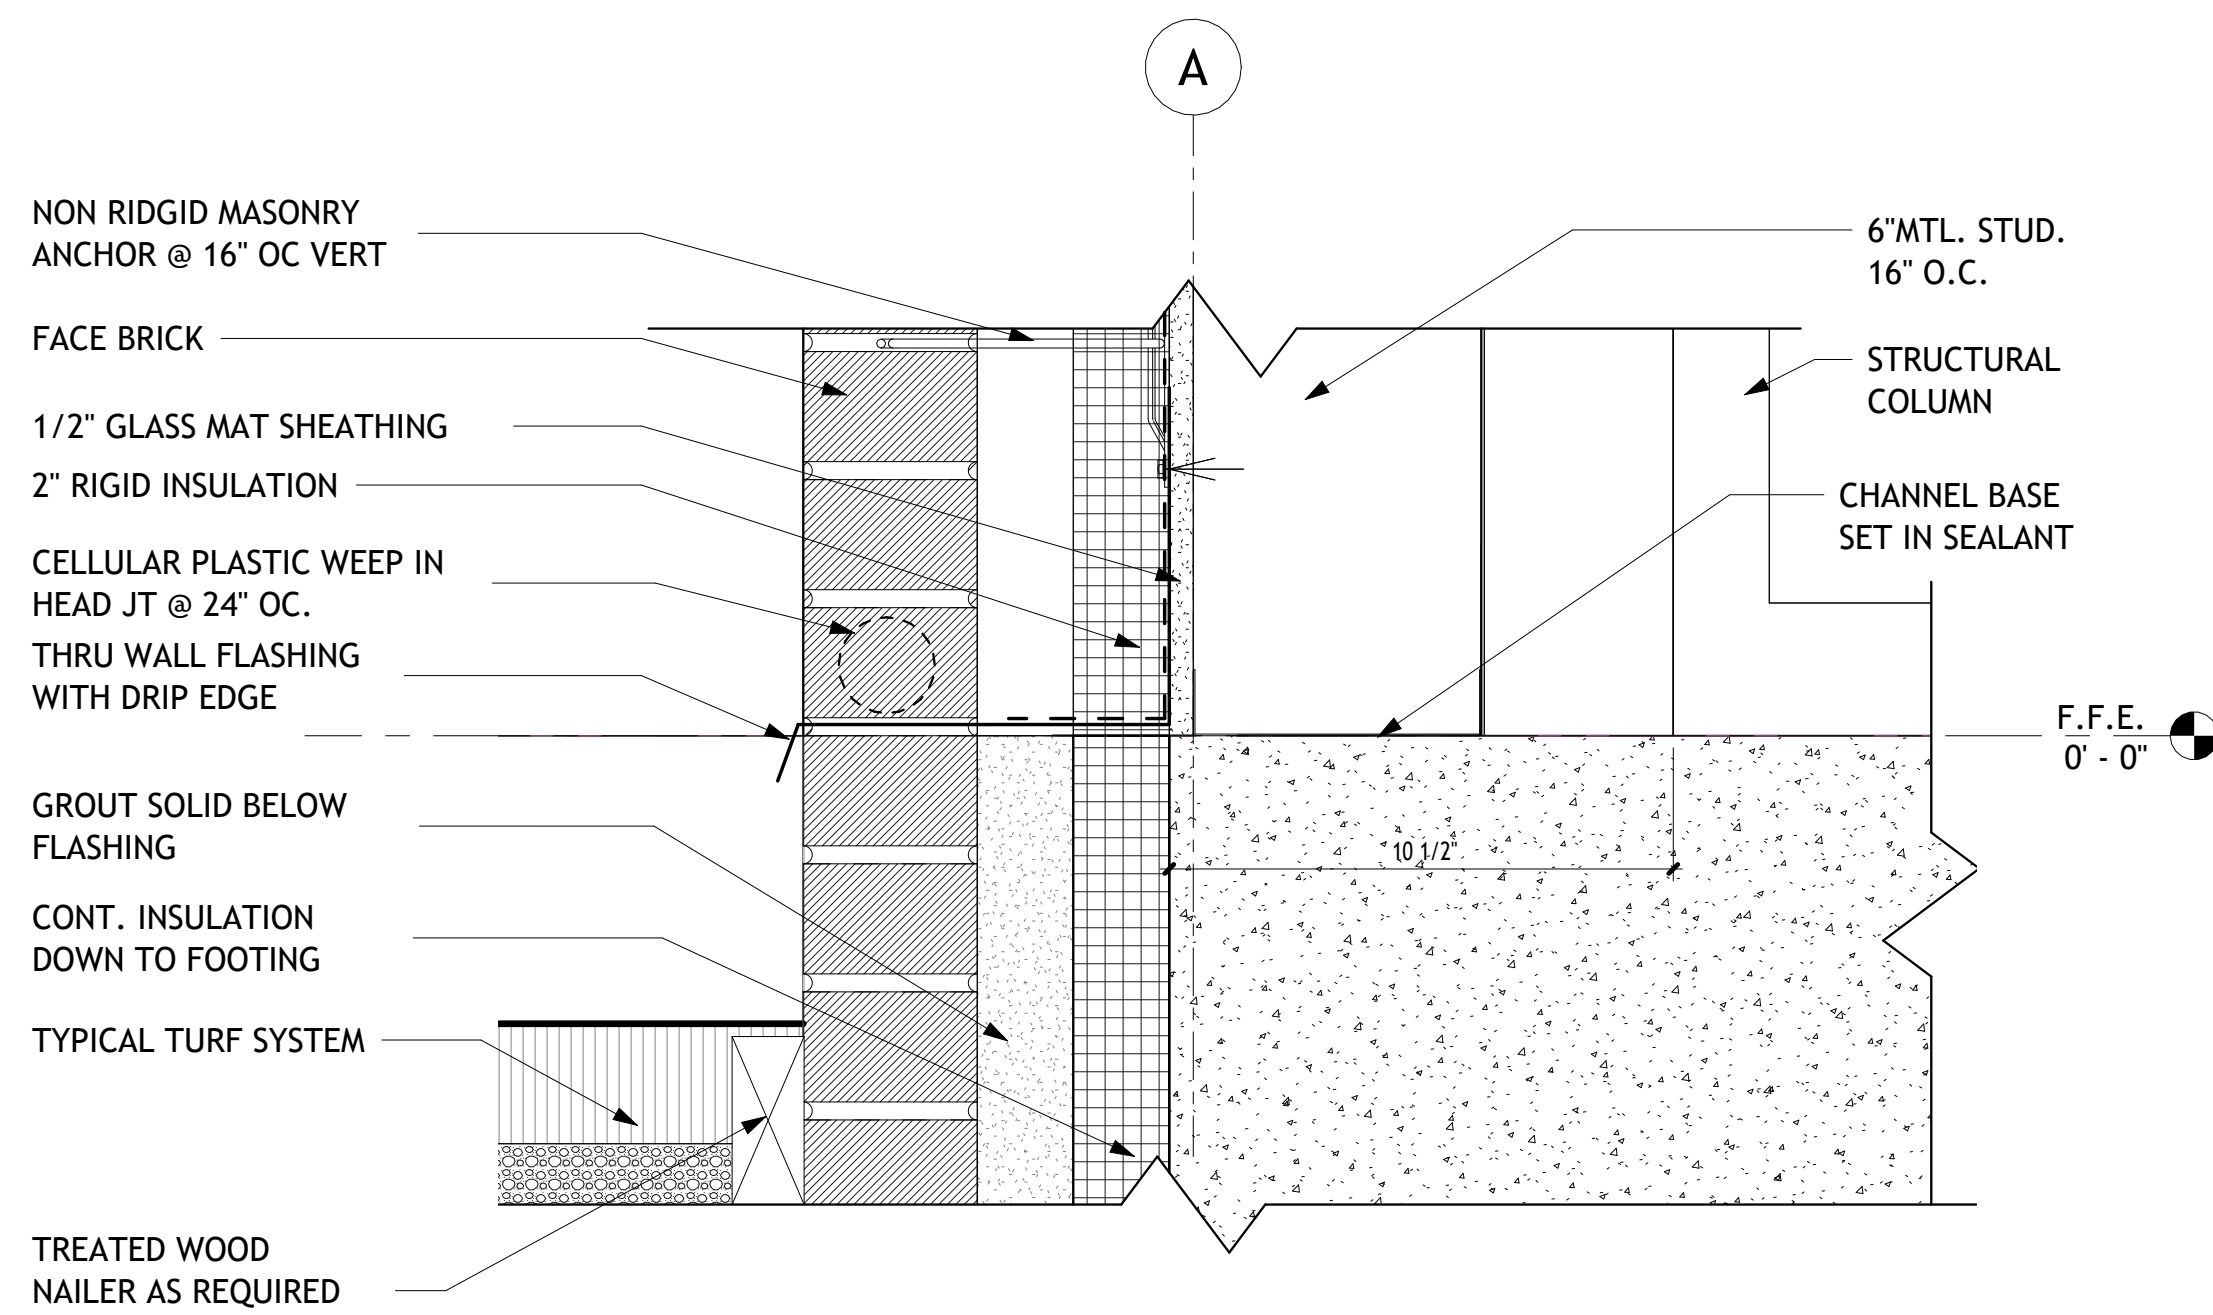 A
NON RIDGID MASONRY
ANCHOR @ 16" OC VERT
FACE BRICK
1/2" GLASS MAT SHEATHING
2" RIGID INSULATION
CELLULAR PLASTIC WEEP IN
HEAD JT @ 24" OC.
THRU WALL FLASHING
WITH DRIP EDGE
GROUT SOLID BELOW
FLASHING
CONT. INSULATION
DOWN TO FOOTING
TYPICAL TURF SYSTEM
TREATED WOOD
NAILER AS REQUIRED
6"MTL. STUD.
16" O.C.
STRUCTURAL
COLUMN
CHANNEL BASE
SET IN SEALANT
F.F.E.
0' - 0"
10 1/2"